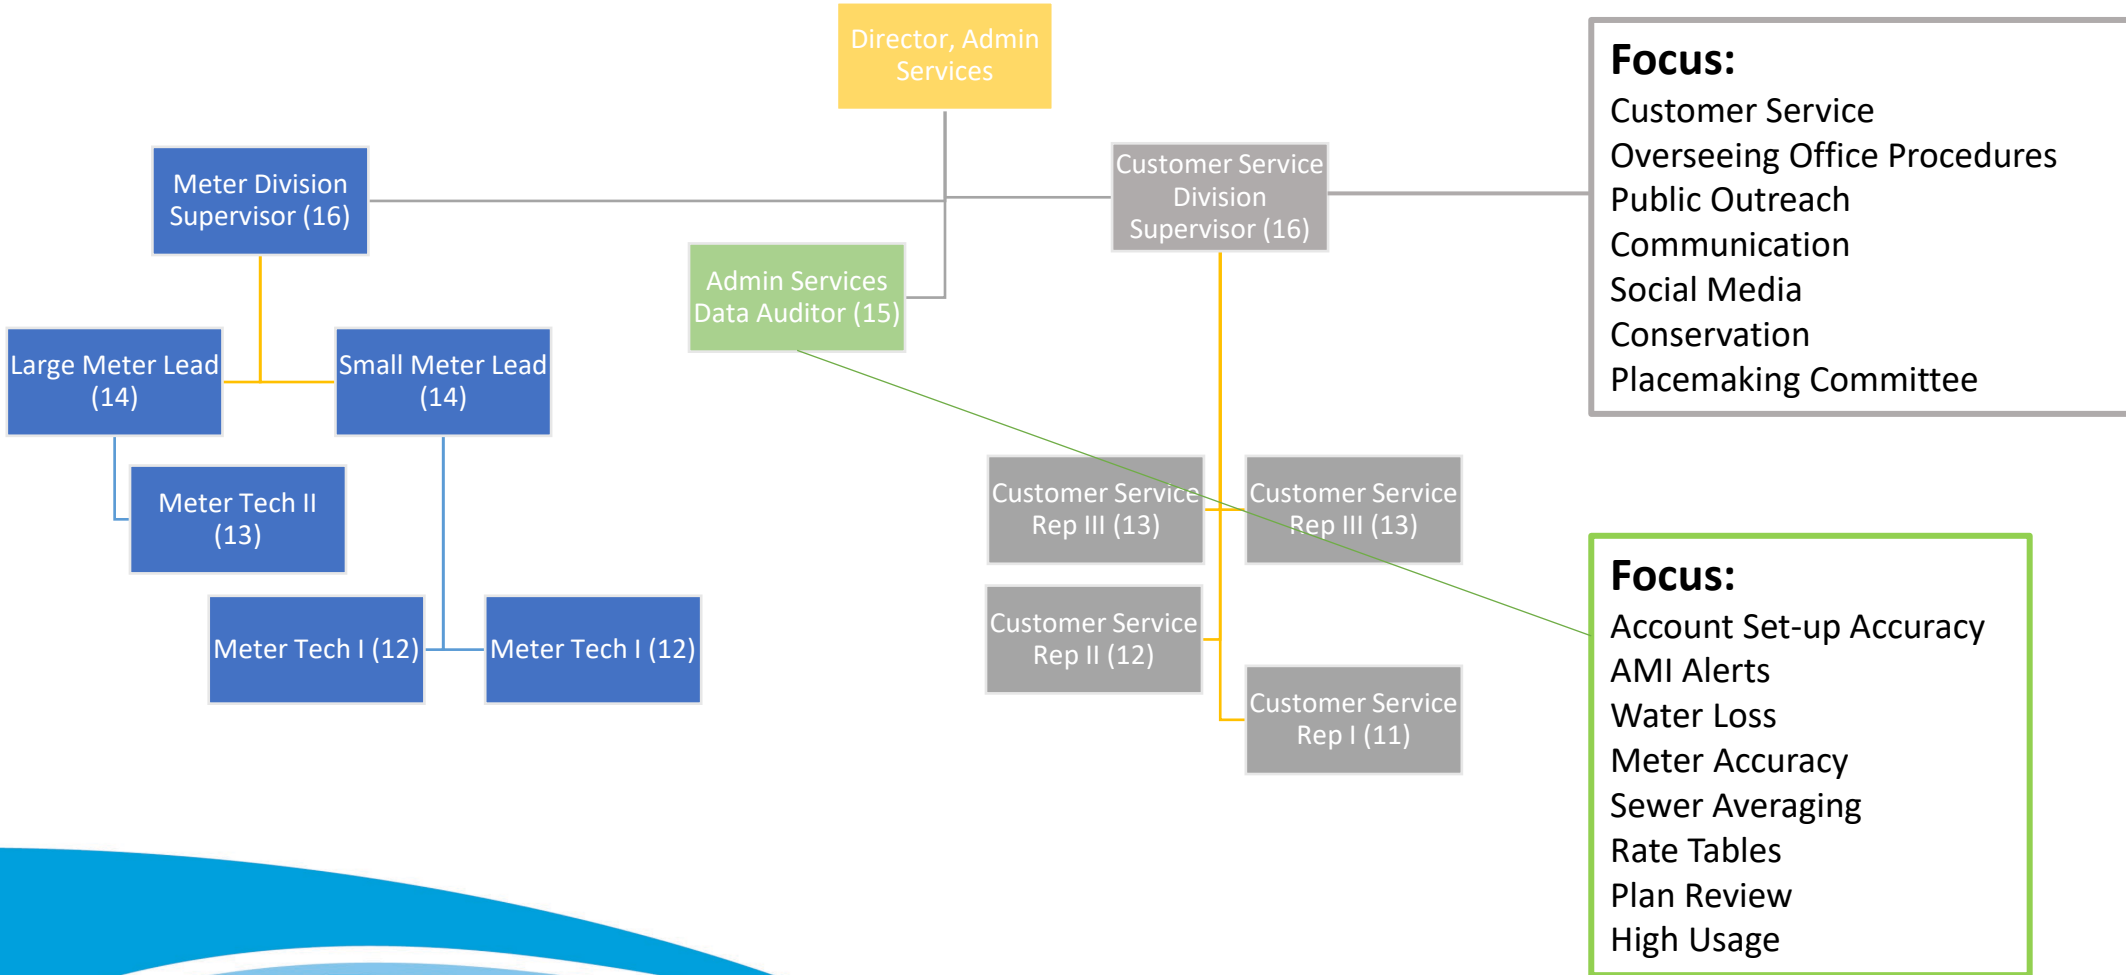 Director, Admin
Services
Meter Division
Supervisor (16)
Customer Service
Division
Supervisor (16)
Admin Services
Data Auditor (15)
Large Meter Lead
(14)
Small Meter Lead
(14)
Meter Tech II
(13)
Meter Tech I (12)
Meter Tech I (12)
Customer Service
Rep III (13)
Customer Service
Rep III (13)
Customer Service
Rep II (12)
Customer Service
Rep I (11)
Focus:
Customer Service
Overseeing Office Procedures
Public Outreach
Communication
Social Media
Conservation
Placemaking Committee
Focus:
Account Set-up Accuracy
AMI Alerts
Water Loss
Meter Accuracy
Sewer Averaging
Rate Tables
Plan Review
High Usage